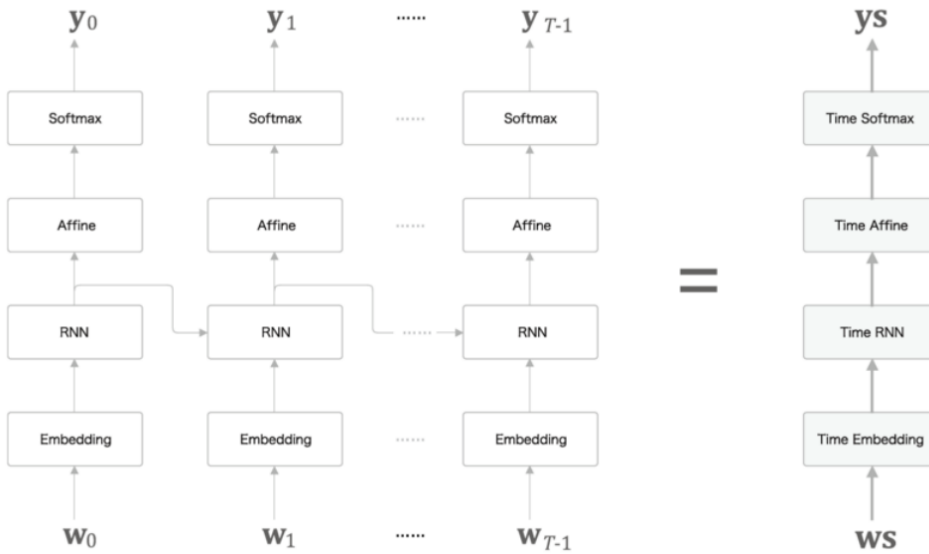 y0 y1 ...... yT-1 ys
Softmax Softmax ...... Softmax Time Softmax
Affine Affine ...... Affine Time Affine
=
RNN RNN ...... RNN Time RNN
Embedding Embedding ...... Embedding Time Embedding
w0 w1 ...... wT-1 ws